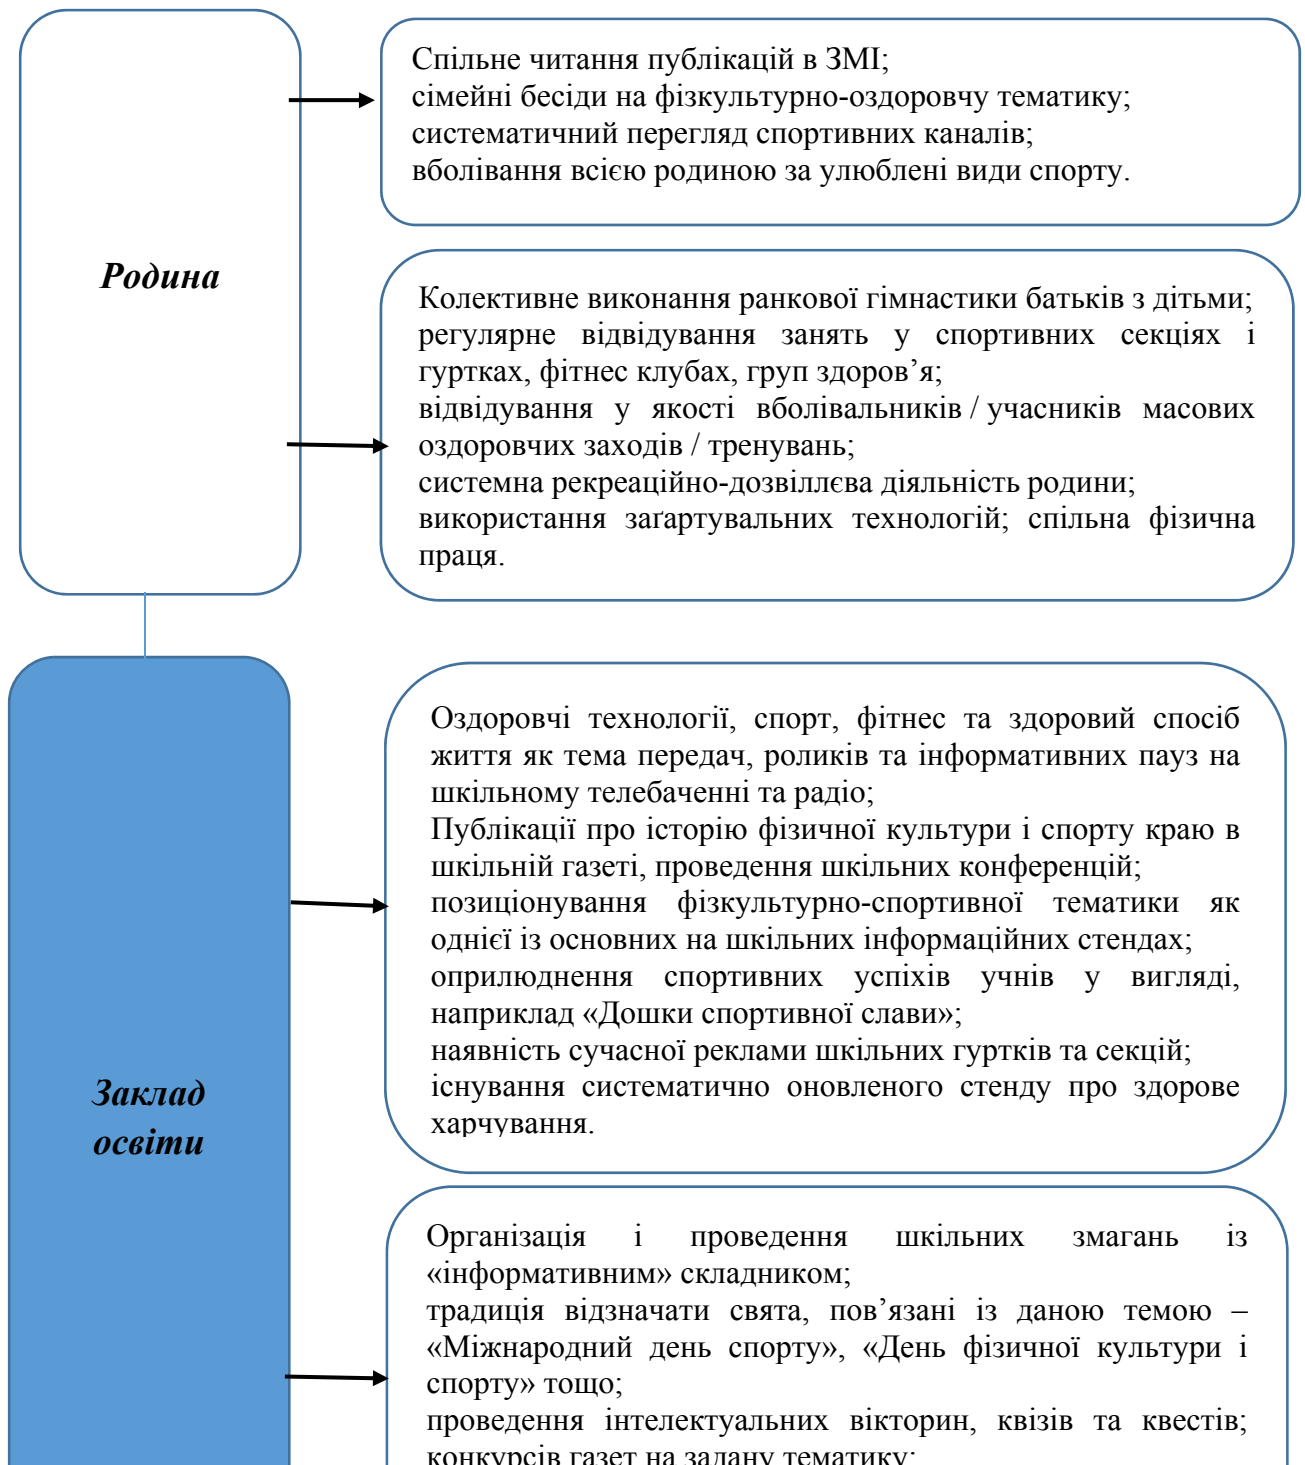 Родина
Спільне читання публікацій в ЗМІ;
сімейні бесіди на фізкультурно-оздоровчу тематику;
систематичний перегляд спортивних каналів;
вболівання всією родиною за улюблені види спорту.
Колективне виконання ранкової гімнастики батьків з дітьми;
регулярне відвідування занять у спортивних секціях і
гуртках, фітнес клубах, груп здоров’я;
відвідування у якості вболівальників / учасників масових
оздоровчих заходів / тренувань;
системна рекреаційно-дозвіллєва діяльність родини;
використання заґартувальних технологій; спільна фізична
праця.
Заклад
освіти
Оздоровчі технології, спорт, фітнес та здоровий спосіб
життя як тема передач, роликів та інформативних пауз на
шкільному телебаченні та радіо;
Публікації про історію фізичної культури і спорту краю в
шкільній газеті, проведення шкільних конференцій;
позиціонування фізкультурно-спортивної тематики як
однієї із основних на шкільних інформаційних стендах;
оприлюднення спортивних успіхів учнів у вигляді,
наприклад «Дошки спортивної слави»;
наявність сучасної реклами шкільних гуртків та секцій;
існування систематично оновленого стенду про здорове
харчування.
Організація і проведення шкільних змагань із
«інформативним» складником;
традиція відзначати свята, пов’язані із даною темою –
«Міжнародний день спорту», «День фізичної культури і
спорту» тощо;
проведення інтелектуальних вікторин, квізів та квестів;
конкурсів газет на задану тематику;